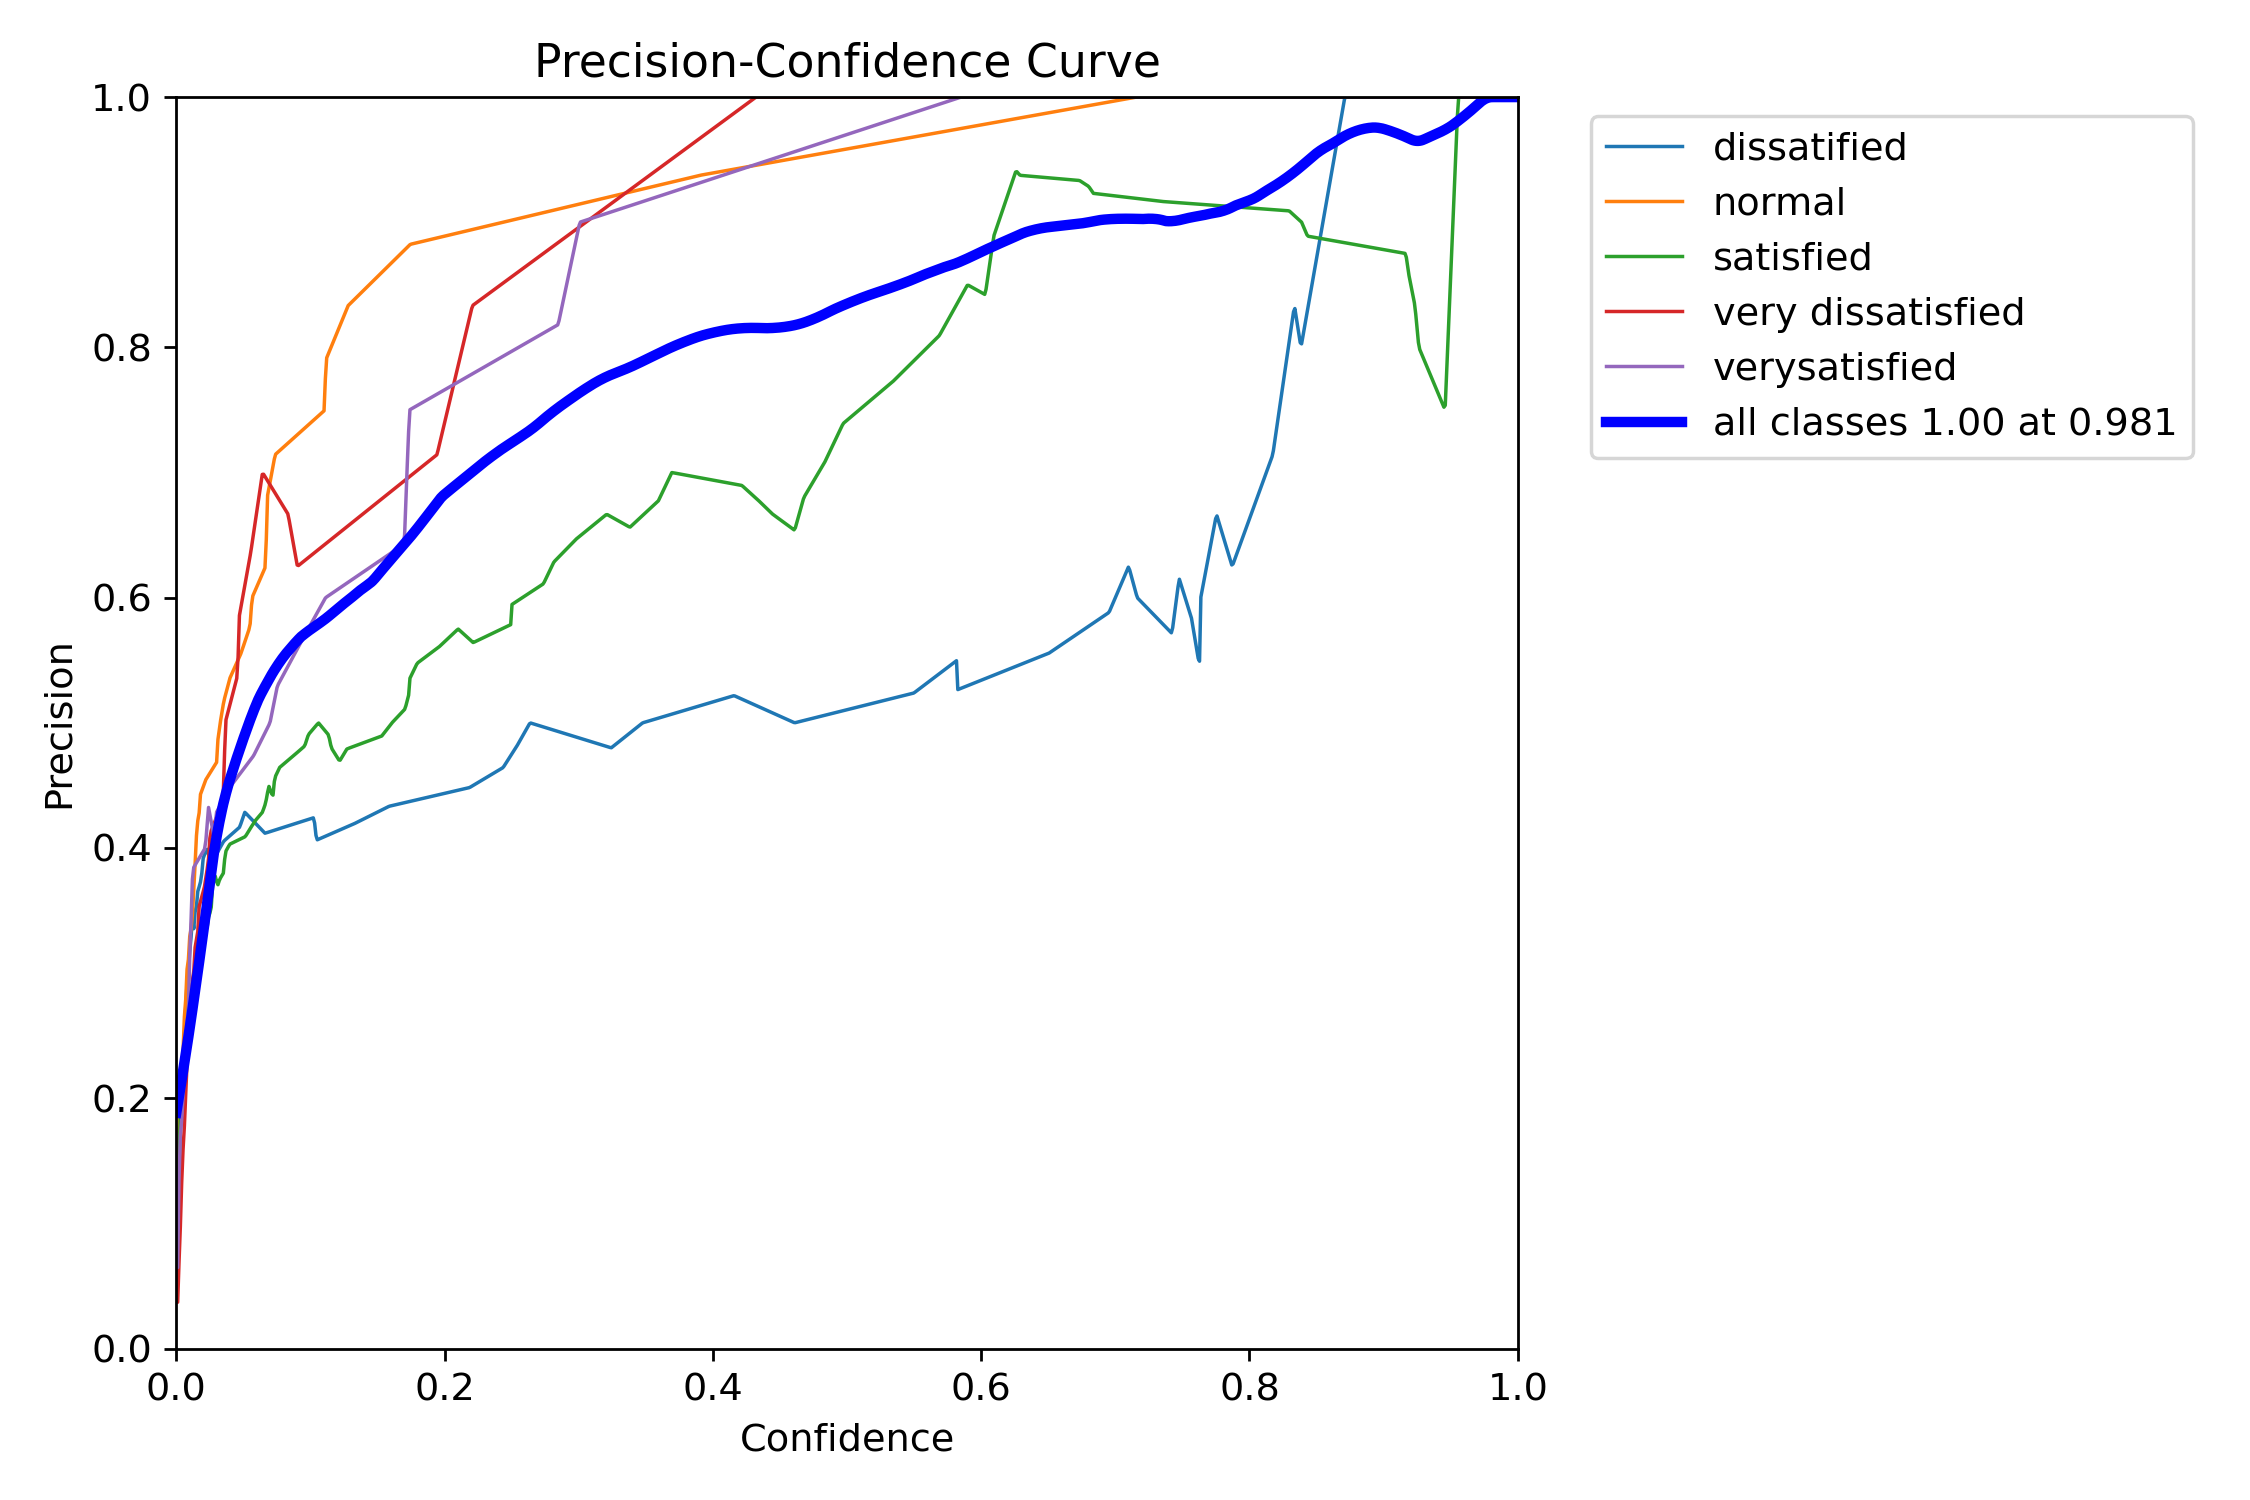 Precision-Confidence Curve
1.0
0.8
0.6
0.4
0.2
0.0
Precision
0.0 0.2 0.4 0.6 0.8 1.0
Confidence
dissatified
normal
satisfied
very dissatisfied
verysatisfied
all classes 1.00 at 0.981